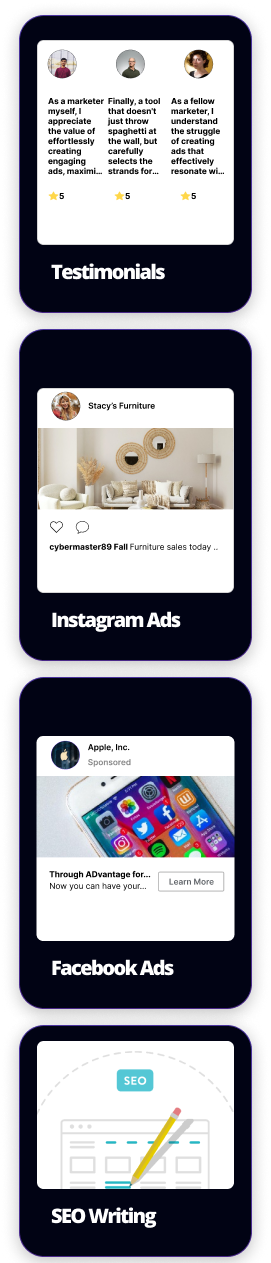 As a marketer
myself, I
appreciate
the value of
effortlessly
creating
engaging
ads, maximi...
⭐5
Finally, a tool
that doesn't
just throw
spaghetti at
the wall, but
carefully
selects the
strands for...
⭐5
As a fellow
marketer, I
understand
the struggle
of creating
ads that
effectively
resonate wi...
⭐5
Testimonials
Stacy's Furniture
cybermaster89 Fall Furniture sales today ..
Instagram Ads
Apple, Inc.
Sponsored
Through ADvantage for...
Now you can have your...
Learn More
Facebook Ads
SEO
SEO Writing